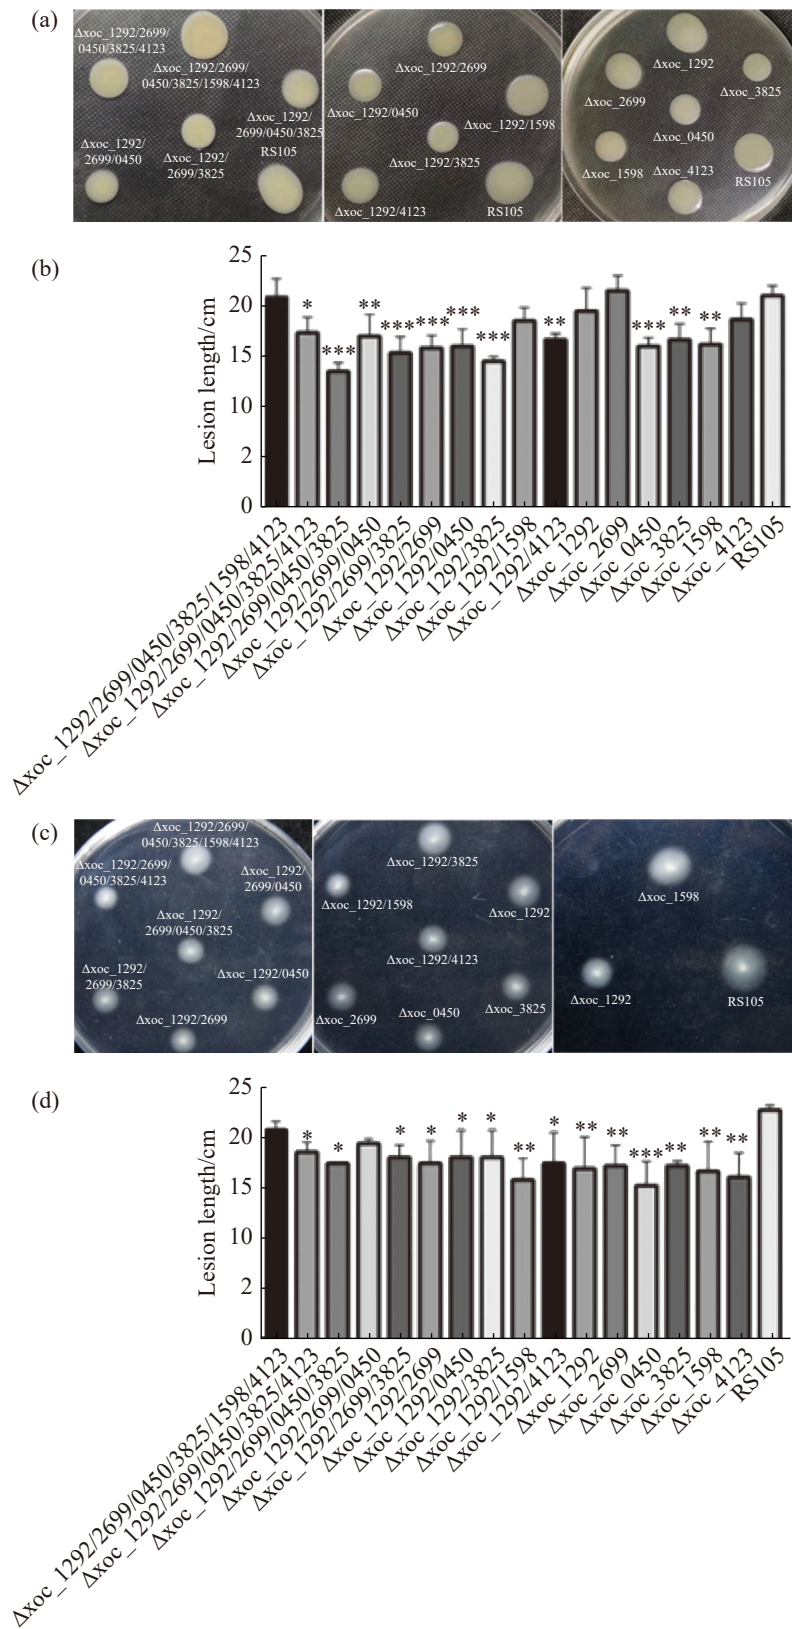 (a)
Δxoc_1292/2699/
0450/3825/4123
Δxoc_1292/2699/
0450/3825/1598/4123
Δxoc_1292/
2699/0450/3825
Δxoc_1292/
2699/0450
Δxoc_1292/
2699/3825
RS105
Δxoc_1292/2699
Δxoc_1292/0450
Δxoc_1292/1598
Δxoc_1292/3825
Δxoc_1292/4123
RS105
Δxoc_1292
Δxoc_3825
Δxoc_2699
Δxoc_0450
Δxoc_1598
Δxoc_4123
RS105
(b)
Lesion length/cm
25
20
15
10
2
0
* *** ** *** *** *** *** ** *** ** **
Δxoc_1292/2699/0450/3825/1598/4123
Δxoc_1292/2699/0450/3825/4123
Δxoc_1292/2699/0450/3825
Δxoc_1292/2699/0450
Δxoc_1292/2699/3825
Δxoc_1292/2699
Δxoc_1292/0450
Δxoc_1292/3825
Δxoc_1292/1598
Δxoc_1292/4123
Δxoc_1292
Δxoc_2699
Δxoc_0450
Δxoc_3825
Δxoc_1598
Δxoc_4123
RS105
(c)
Δxoc_1292/2699/
0450/3825/1598/4123
Δxoc_1292/2699/
0450/3825/4123
Δxoc_1292/
2699/0450
Δxoc_1292/
2699/0450/3825
Δxoc_1292/
2699/3825
Δxoc_1292/0450
Δxoc_1292/2699
Δxoc_1292/3825
Δxoc_1292/1598
Δxoc_1292
Δxoc_1292/4123
Δxoc_2699
Δxoc_0450
Δxoc_3825
Δxoc_1598
Δxoc_1292
RS105
(d)
Lesion length/cm
25
20
15
10
2
0
* * * * * * ** * ** ** *** ** ** **
Δxoc_1292/2699/0450/3825/1598/4123
Δxoc_1292/2699/0450/3825/4123
Δxoc_1292/2699/0450/3825
Δxoc_1292/2699/0450
Δxoc_1292/2699/3825
Δxoc_1292/2699
Δxoc_1292/0450
Δxoc_1292/3825
Δxoc_1292/1598
Δxoc_1292/4123
Δxoc_1292
Δxoc_2699
Δxoc_0450
Δxoc_3825
Δxoc_1598
Δxoc_4123
RS105